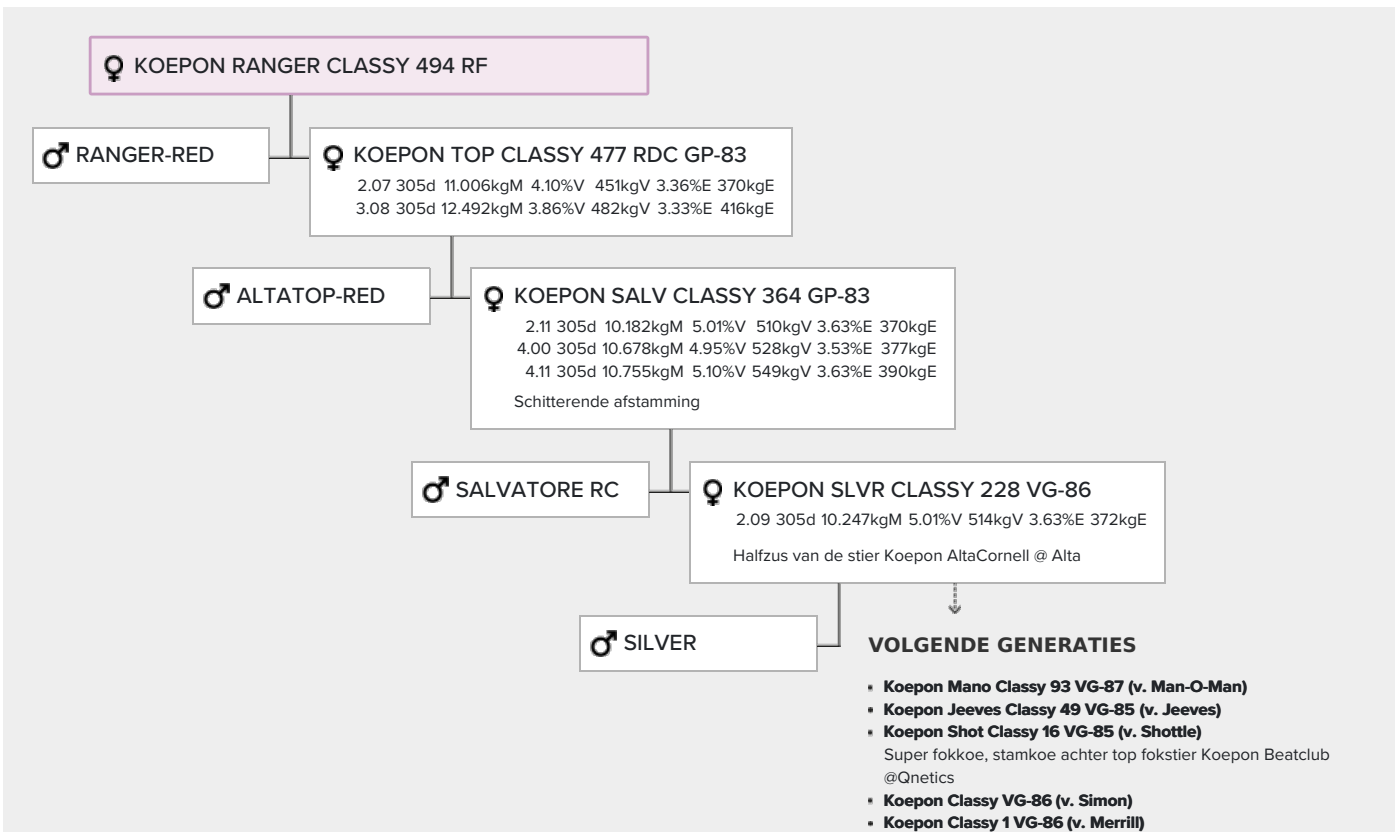 KOEPON RANGER CLASSY 494 RF
RANGER-RED
KOEPON TOP CLASSY 477 RDC GP-83
2.07 305d 11.006kgM 4.10%V 451kgV 3.36%E 370kgE
3.08 305d 12.492kgM 3.86%V 482kgV 3.33%E 416kgE
ALTATOP-RED
KOEPON SALV CLASSY 364 GP-83
2.11 305d 10.182kgM 5.01%V 510kgV 3.63%E 370kgE
4.00 305d 10.678kgM 4.95%V 528kgV 3.53%E 377kgE
4.11 305d 10.755kgM 5.10%V 549kgV 3.63%E 390kgE
Schitterende afstamming
SALVATORE RC
KOEPON SLVR CLASSY 228 VG-86
2.09 305d 10.247kgM 5.01%V 514kgV 3.63%E 372kgE
Halfzus van de stier Koepon AltaCornell @ Alta
SILVER
VOLGENDE GENERATIES
Koepon Mano Classy 93 VG-87 (v. Man-O-Man)
Koepon Jeeves Classy 49 VG-85 (v. Jeeves)
Koepon Shot Classy 16 VG-85 (v. Shottle)
Super fokkoe, stamkoe achter top fokstier Koepon Beatclub
@Qnetics
Koepon Classy VG-86 (v. Simon)
Koepon Classy 1 VG-86 (v. Merrill)